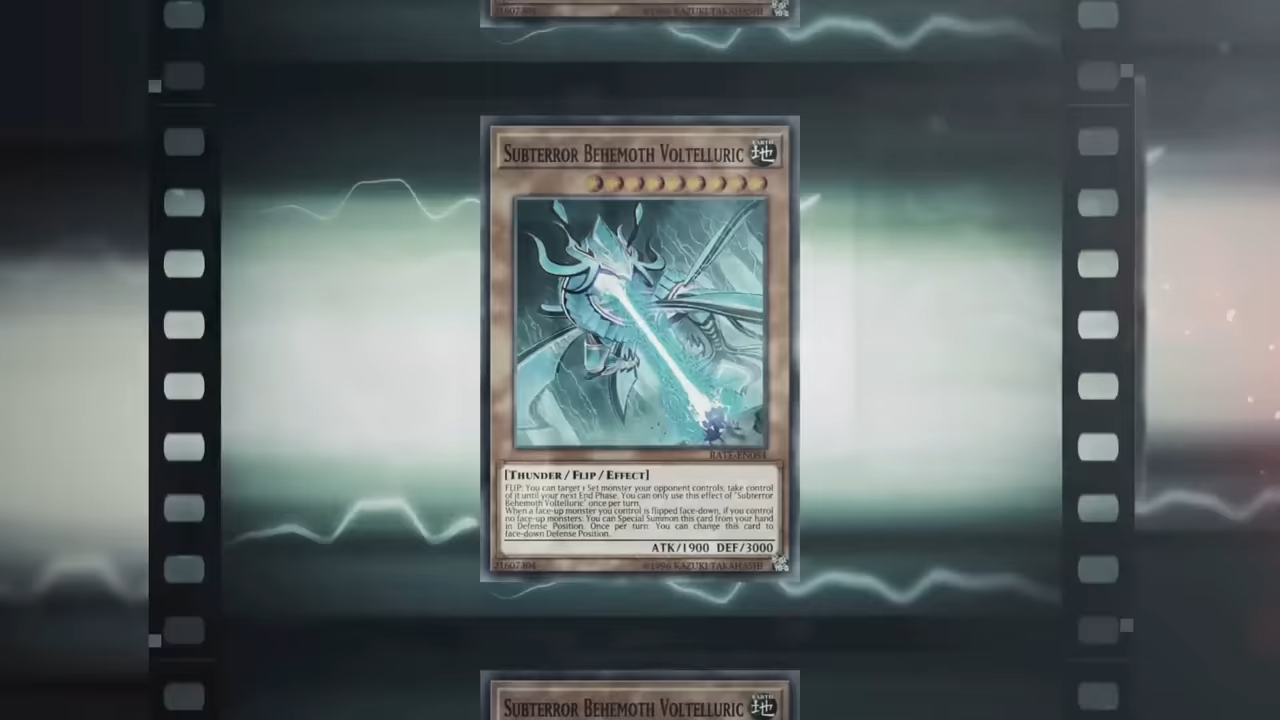 ©1996 KAZUKI TAKAHASHI
SUBTERROR BEHEMOTH VOLTELLURIC
EARTH
地
RATE-EN084
[THUNDER / FLIP / EFFECT]
FLIP: You can target 1 Set monster your opponent controls; take control
of it until your next End Phase. You can only use this effect of "Subterror
Behemoth Voltelluric" once per turn.
When a face-up monster you control is flipped face-down, if you control
no face-up monsters: You can Special Summon this card from your hand
in Defense Position. Once per turn: You can change this card to
face-down Defense Position.
ATK/1900 DEF/3000
©1996 KAZUKI TAKAHASHI
SUBTERROR BEHEMOTH VOLTELLURIC
EARTH
地